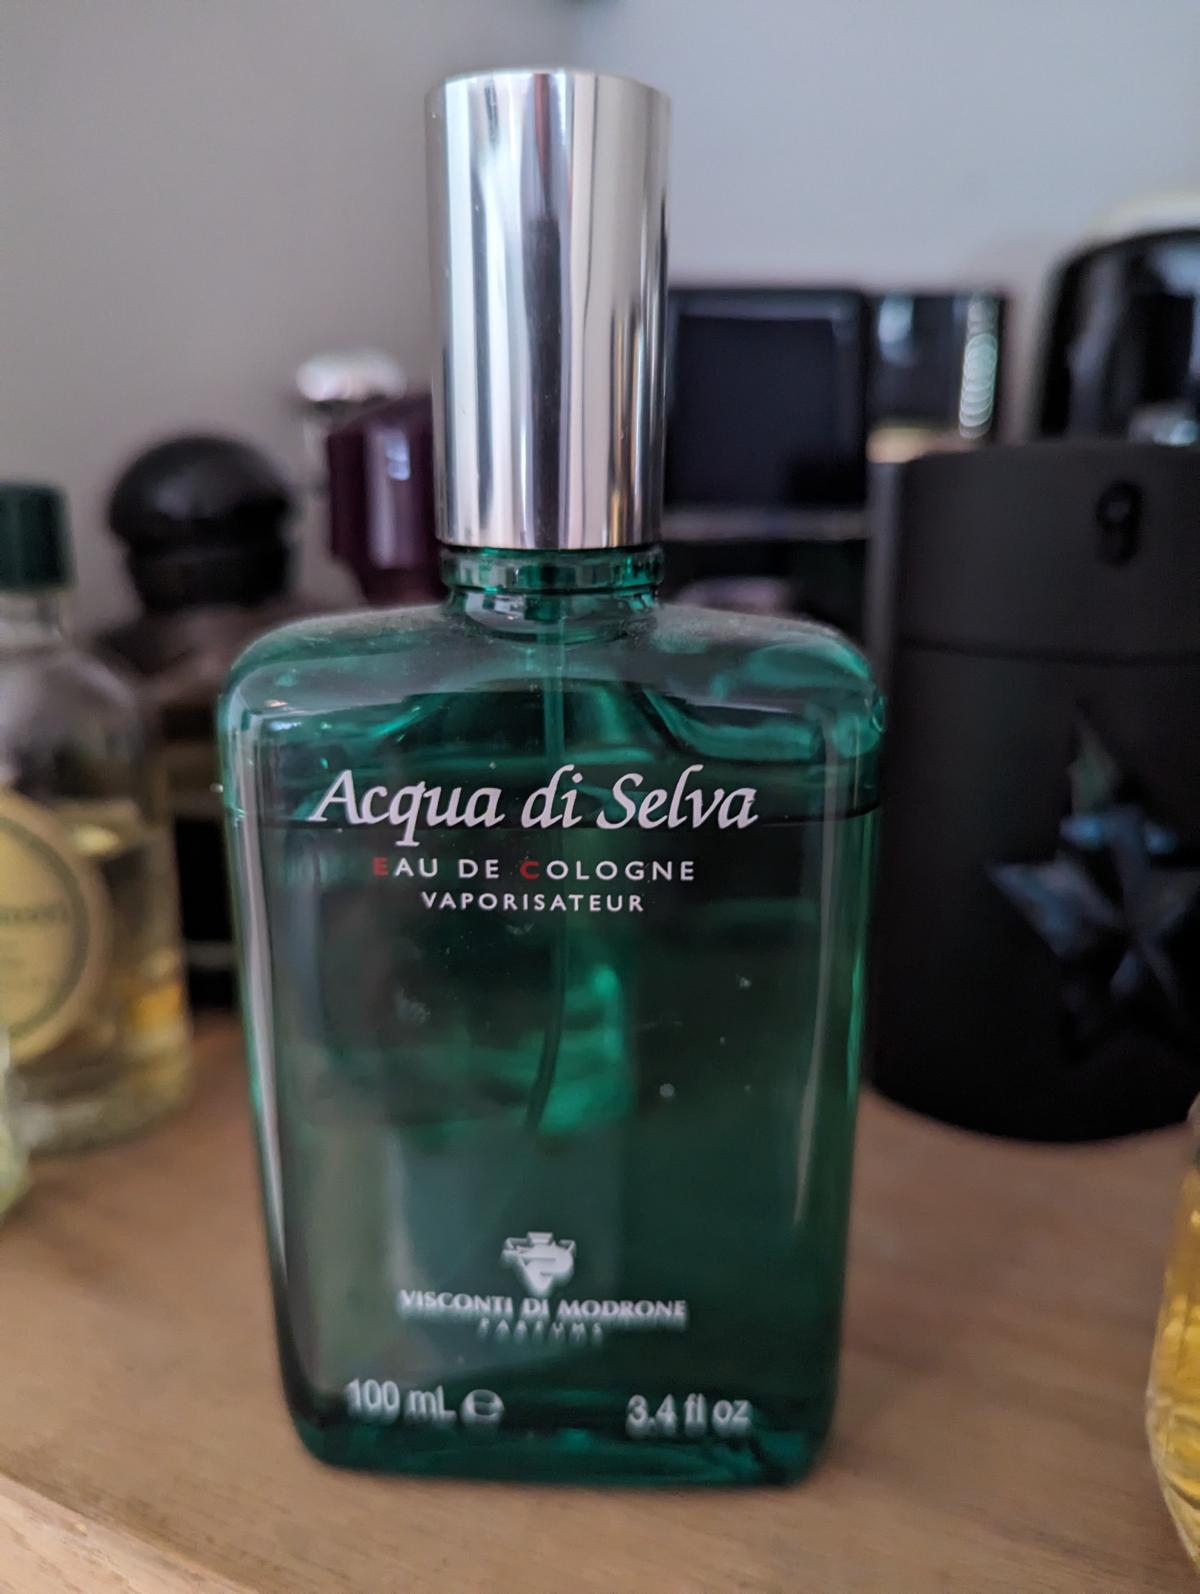 Acqua di Selva
EAU DE COLOGNE
VAPORISATEUR
VISCONTI DI MODRONE
PARFUMS
100 mL ℮ 3.4 fl oz